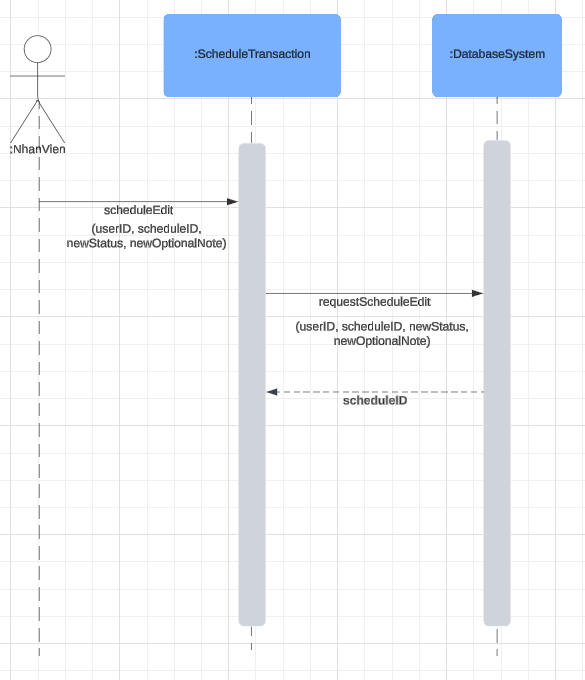 :ScheduleTransaction
:DatabaseSystem
:NhanVien
scheduleEdit
(userID, scheduleID,
newStatus, newOptionalNote)
requestScheduleEdit
(userID, scheduleID, newStatus,
newOptionalNote)
scheduleID